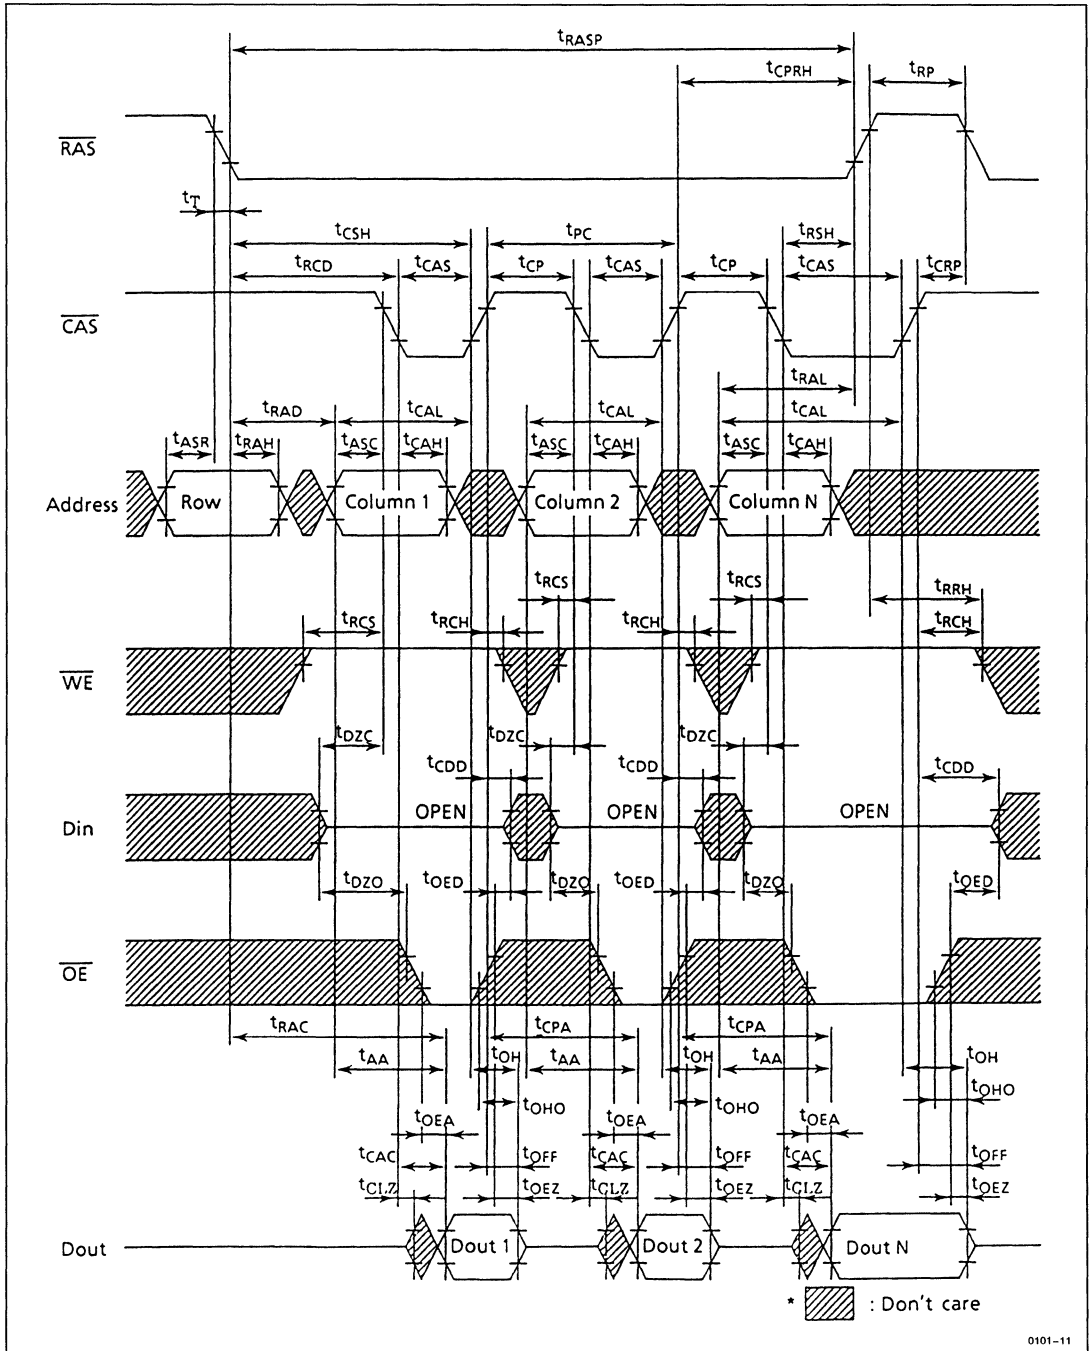 tRASP
tCPRH
tRP
RAS
tT
tCSH
tPC
tRSH
tRCD
tCAS
tCP
tCAS
tCP
tCAS
tCRP
CAS
tRAL
tRAD
tCAL
tCAL
tCAL
tASR
tRAH
tASC
tCAH
tASC
tCAH
tASC
tCAH
Address
Row
Column 1
Column 2
Column N
tRCS
tRCS
tRRH
tRCS
tRCH
tRCH
tRCH
WE
tDZC
tDZC
tDZC
tCDD
tCDD
tCDD
Din
OPEN
OPEN
OPEN
tDZO
tOED
tDZO
tOED
tDZO
tOED
OE
tRAC
tCPA
tCPA
tAA
tOH
tAA
tOH
tAA
tOH
tOHO
tOHO
tOHO
tOEA
tOEA
tOEA
tCAC
tOFF
tCAC
tOFF
tCAC
tOFF
tCLZ
tOEZ
tCLZ
tOEZ
tCLZ
tOEZ
Dout
Dout 1
Dout 2
Dout N
* : Don't care
0101–11